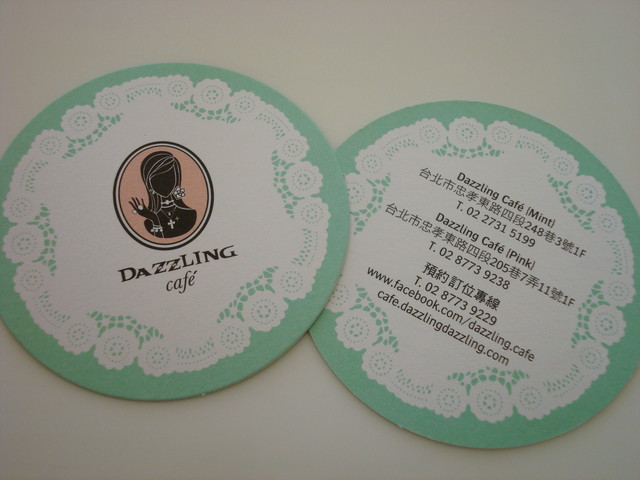 DAZZLING
café
Dazzling Café [Mint]
台北市忠孝東路四段248巷3號1F
T. 02 2731 5199
Dazzling Café [Pink]
台北市忠孝東路四段205巷7弄11號1F
T. 02 8773 9238
預約訂位專線
T. 02 8773 9229
www.facebook.com/dazzling.cafe
cafe.dazzlingdazzling.com